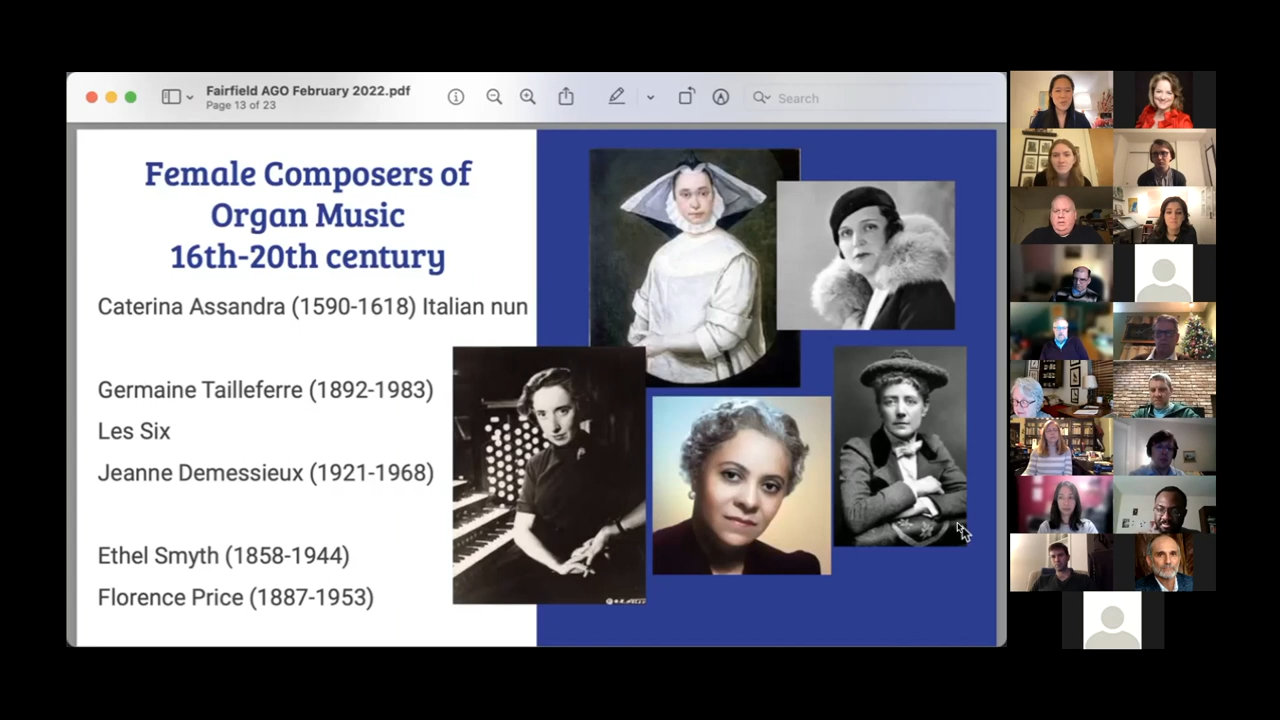 Fairfield AGO February 2022.pdf
Page 13 of 23
Search
Female Composers of
Organ Music
16th-20th century
Caterina Assandra (1590-1618) Italian nun
Germaine Tailleferre (1892-1983)
Les Six
Jeanne Demessieux (1921-1968)
Ethel Smyth (1858-1944)
Florence Price (1887-1953)